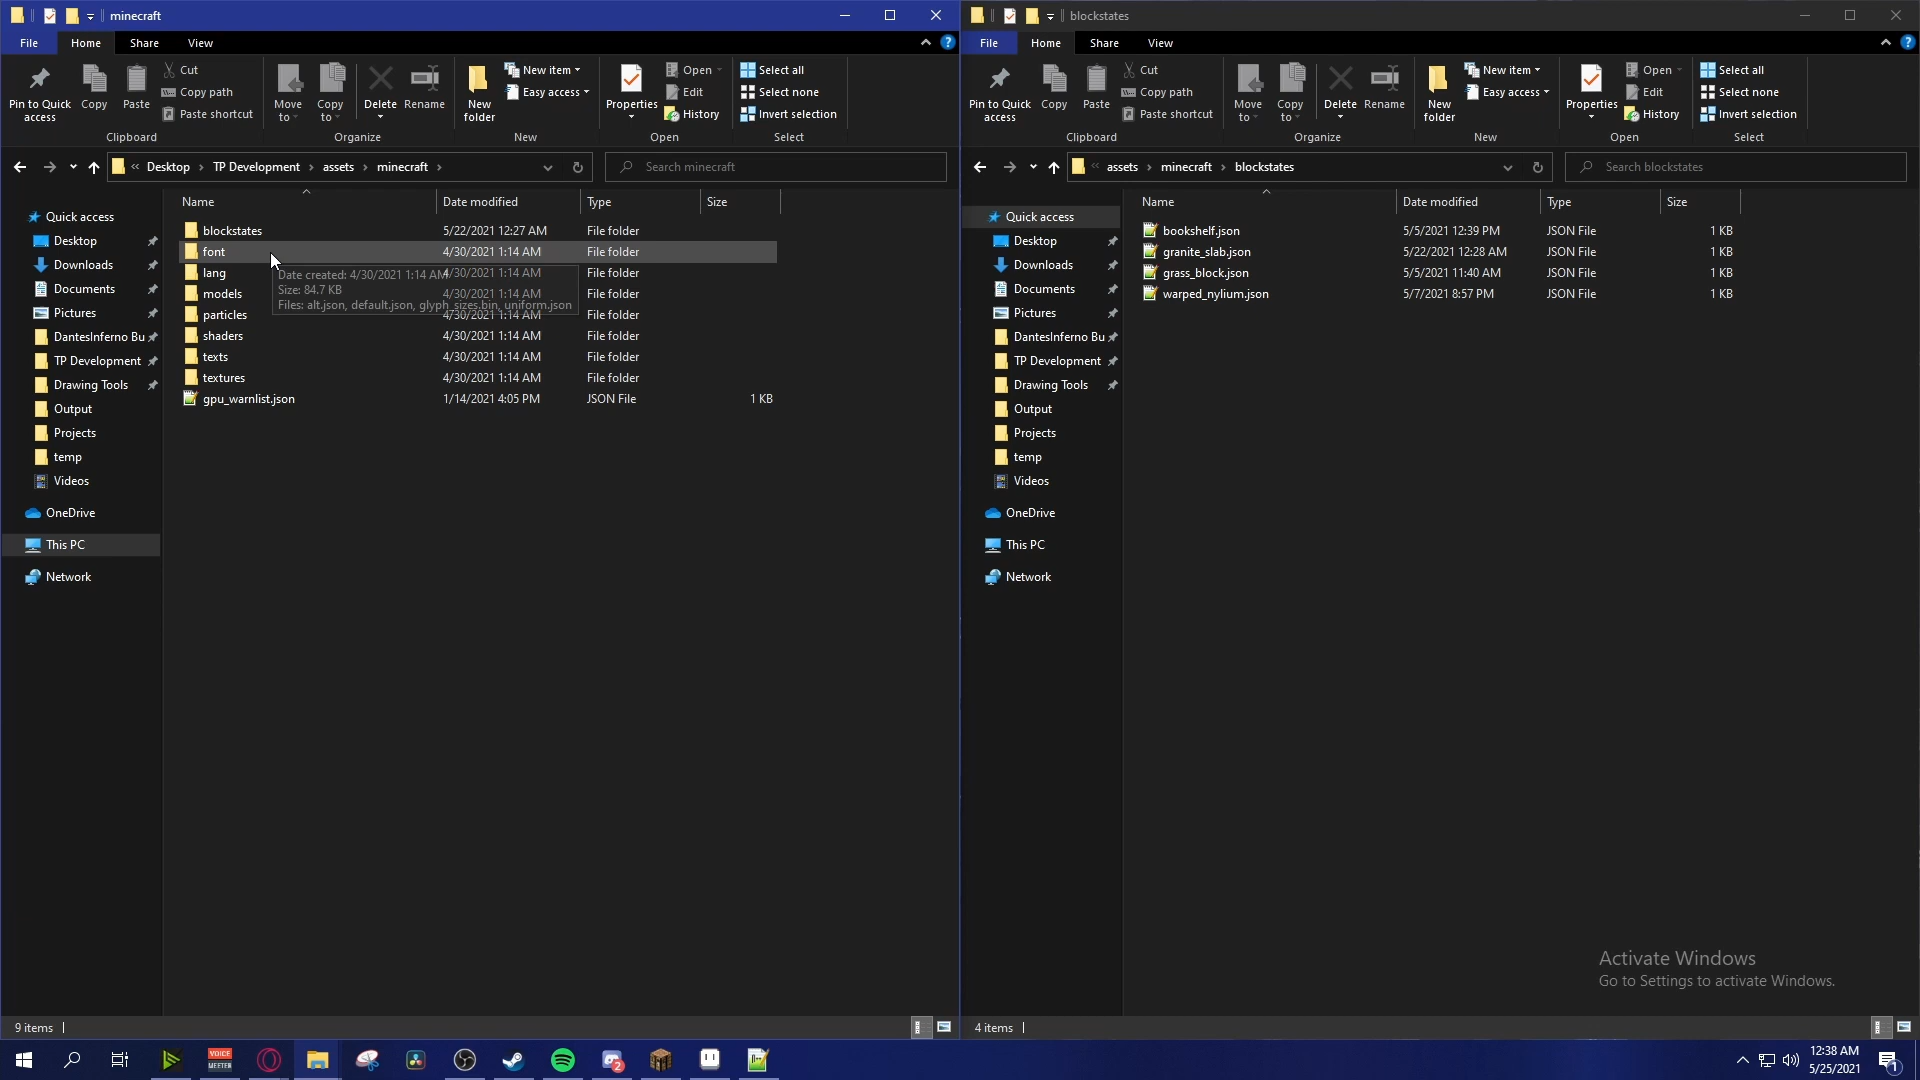 minecraft
File Home Share View
Pin to Quick access
Copy
Paste
Cut
Copy path
Paste shortcut
Clipboard
Move to
Copy to
Delete
Rename
Organize
New folder
New item
Easy access
New
Properties
Open
Edit
History
Open
Select all
Select none
Invert selection
Select
« Desktop › TP Development › assets › minecraft ›
Search minecraft
Quick access
Desktop
Downloads
Documents
Pictures
DantesInferno Bu
TP Development
Drawing Tools
Output
Projects
temp
Videos
OneDrive
This PC
Network
Name Date modified Type Size
blockstates 5/22/2021 12:27 AM File folder
font 4/30/2021 1:14 AM File folder
lang 4/30/2021 1:14 AM File folder
models 4/30/2021 1:14 AM File folder
particles 4/30/2021 1:14 AM File folder
shaders 4/30/2021 1:14 AM File folder
texts 4/30/2021 1:14 AM File folder
textures 4/30/2021 1:14 AM File folder
gpu_warnlist.json 1/14/2021 4:05 PM JSON File 1 KB
Date created: 4/30/2021 1:14 AM
Size: 84.7 KB
Files: alt.json, default.json, glyph_sizes.bin, uniform.json
9 items
blockstates
File Home Share View
Pin to Quick access
Copy
Paste
Cut
Copy path
Paste shortcut
Clipboard
Move to
Copy to
Delete
Rename
Organize
New folder
New item
Easy access
New
Properties
Open
Edit
History
Open
Select all
Select none
Invert selection
Select
« assets › minecraft › blockstates
Search blockstates
Quick access
Desktop
Downloads
Documents
Pictures
DantesInferno Bu
TP Development
Drawing Tools
Output
Projects
temp
Videos
OneDrive
This PC
Network
Name Date modified Type Size
bookshelf.json 5/5/2021 12:39 PM JSON File 1 KB
granite_slab.json 5/22/2021 12:28 AM JSON File 1 KB
grass_block.json 5/5/2021 11:40 AM JSON File 1 KB
warped_nylium.json 5/7/2021 8:57 PM JSON File 1 KB
Activate Windows
Go to Settings to activate Windows.
4 items
VOICE
MEETER
2
12:38 AM
5/25/2021
1